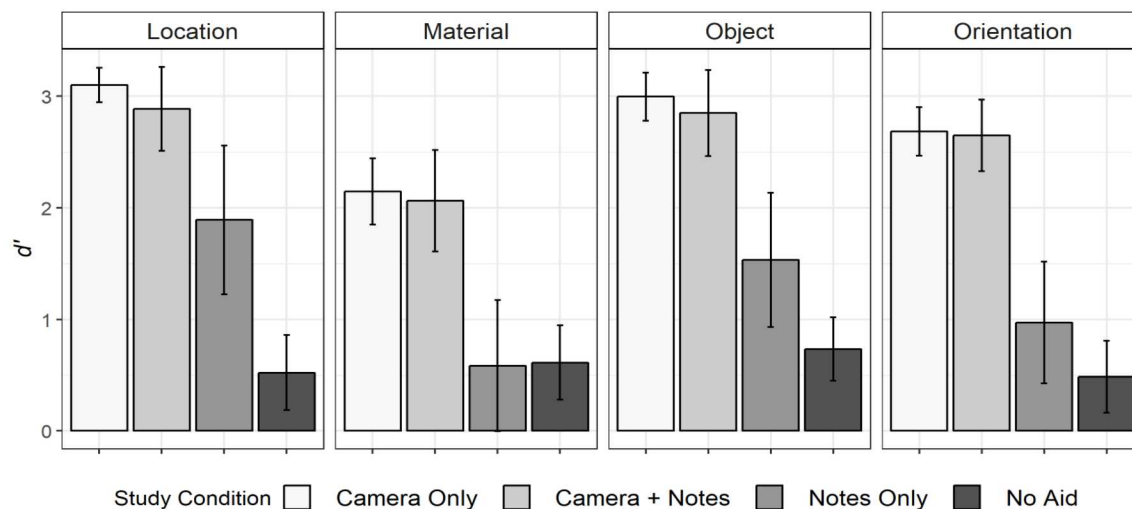 Location Material Object Orientation
3
2
1
0
d'
Study Condition Camera Only Camera + Notes Notes Only No Aid